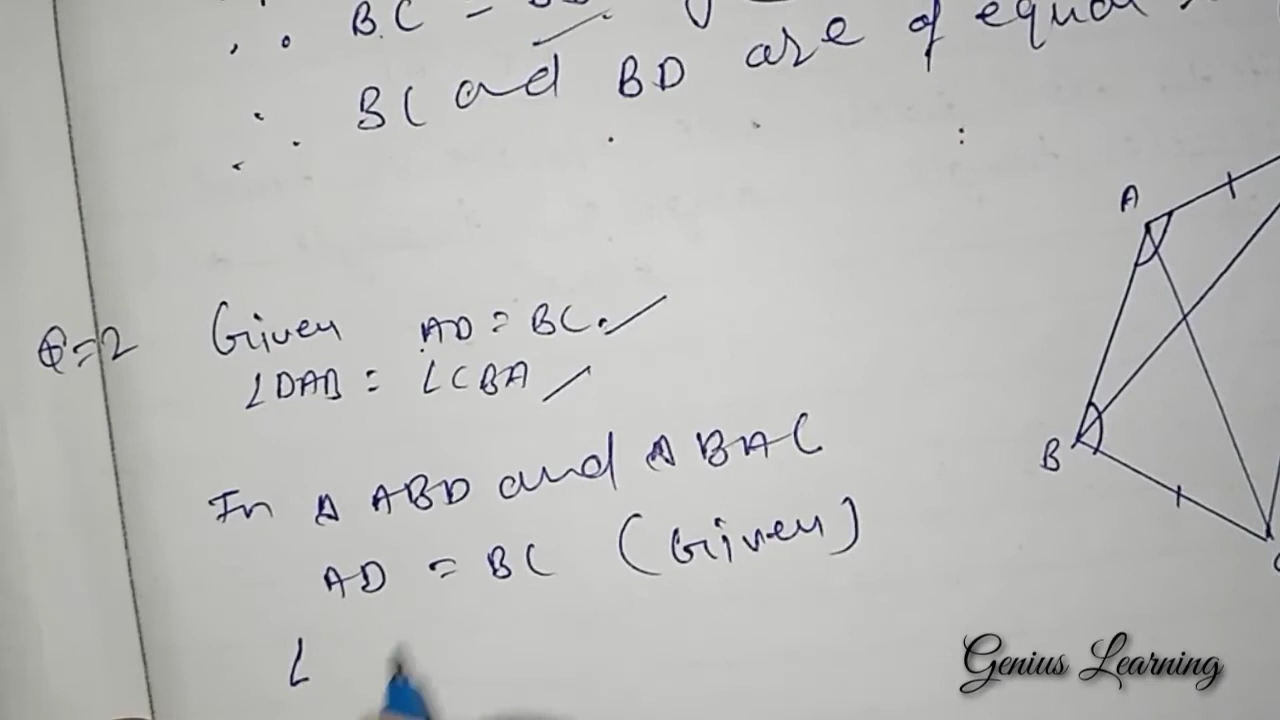 ∴ BC =
∴ BC and BD are of equal
Q=2 Given AD = BC.
∠DAB = ∠CBA
In Δ ABD and Δ BAC
AD = BC (Given)
∠
A
B
Genius Learning